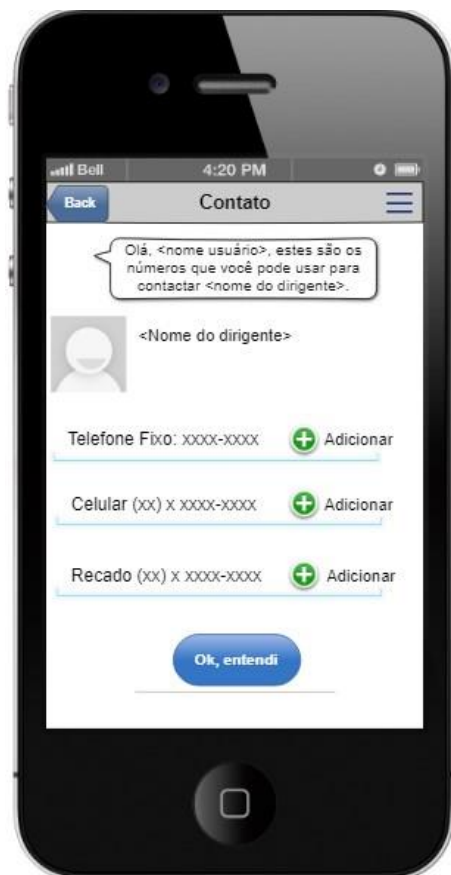 Bell 4:20 PM
Back Contato
Olá, <nome usuário>, estes são os
números que você pode usar para
contactar <nome do dirigente>.
<Nome do dirigente>
Telefone Fixo: xxxx-xxxx Adicionar
Celular (xx) x xxxx-xxxx Adicionar
Recado (xx) x xxxx-xxxx Adicionar
Ok, entendi